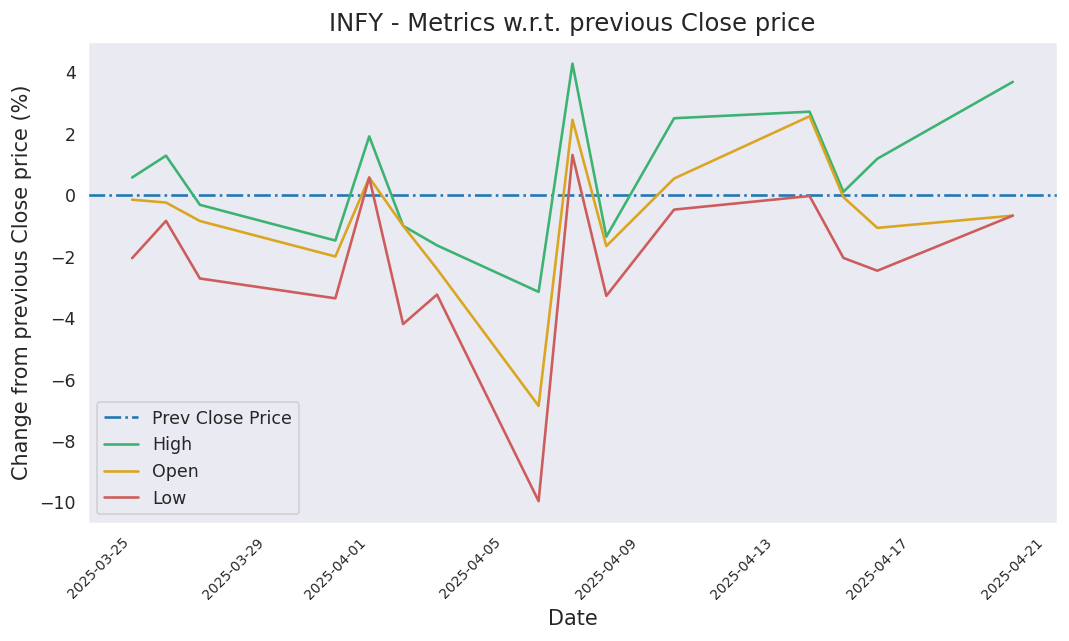 INFY - Metrics w.r.t. previous Close price
Change from previous Close price (%)
4
2
0
−2
−4
−6
−8
−10
Prev Close Price
High
Open
Low
2025-03-25
2025-03-29
2025-04-01
2025-04-05
2025-04-09
2025-04-13
2025-04-17
2025-04-21
Date